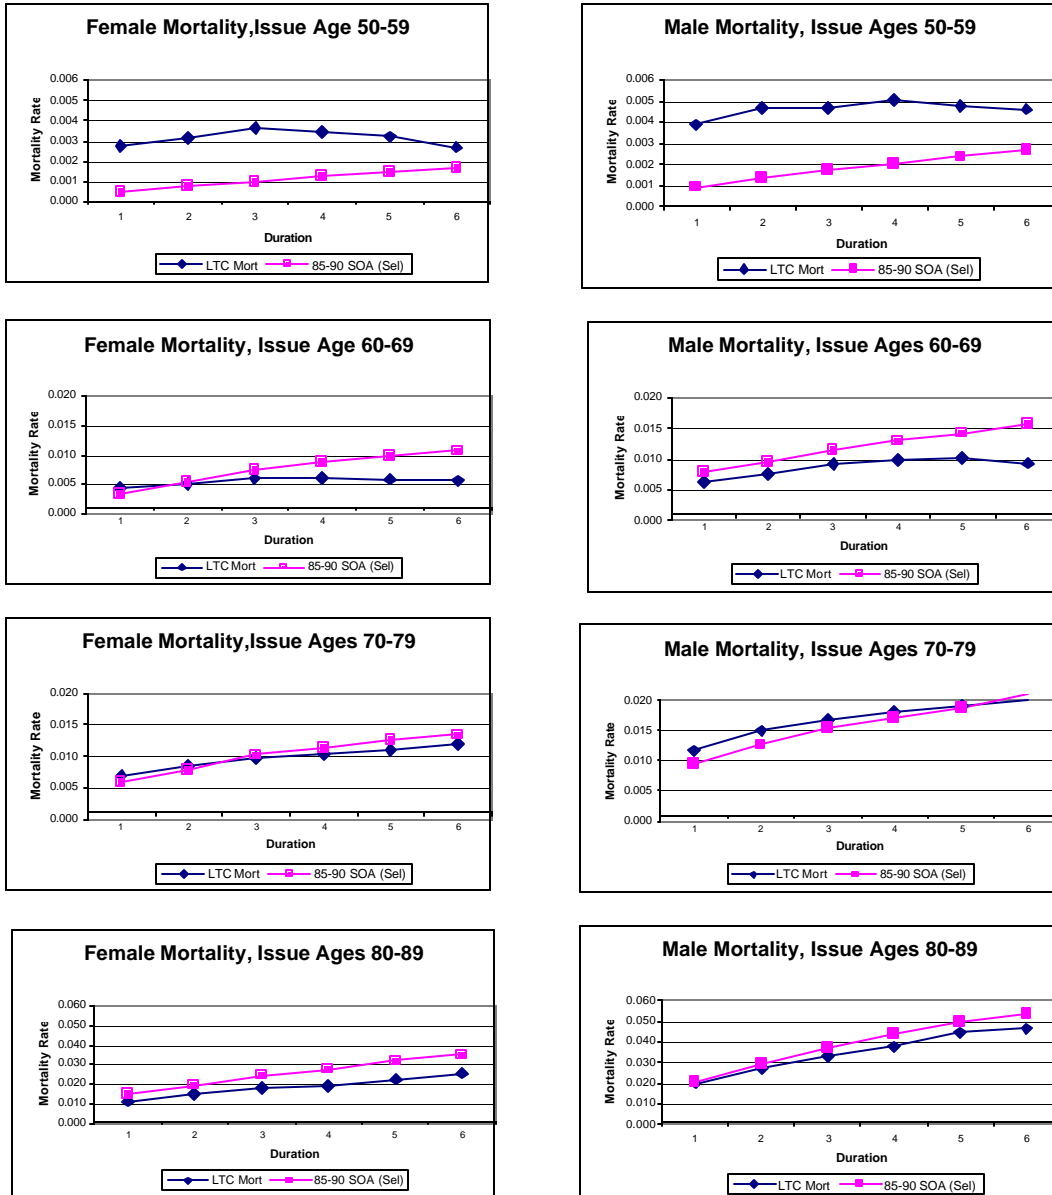 Female Mortality,Issue Age 50-59
Mortality Rate
0.006
0.005
0.004
0.003
0.002
0.001
0.000
1 2 3 4 5 6
Duration
LTC Mort 85-90 SOA (Sel)
Male Mortality, Issue Ages 50-59
Mortality Rate
0.006
0.005
0.004
0.003
0.002
0.001
0.000
1 2 3 4 5 6
Duration
LTC Mort 85-90 SOA (Sel)
Female Mortality, Issue Age 60-69
Mortality Rate
0.020
0.015
0.010
0.005
0.000
1 2 3 4 5 6
Duration
LTC Mort 85-90 SOA (Sel)
Male Mortality, Issue Ages 60-69
Mortality Rate
0.020
0.015
0.010
0.005
0.000
1 2 3 4 5 6
Duration
LTC Mort 85-90 SOA (Sel)
Female Mortality,Issue Ages 70-79
Mortality Rate
0.020
0.015
0.010
0.005
0.000
1 2 3 4 5 6
Duration
LTC Mort 85-90 SOA (Sel)
Male Mortality, Issue Ages 70-79
Mortality Rate
0.020
0.015
0.010
0.005
0.000
1 2 3 4 5 6
Duration
LTC Mort 85-90 SOA (Sel)
Female Mortality, Issue Ages 80-89
Mortality Rate
0.060
0.050
0.040
0.030
0.020
0.010
0.000
1 2 3 4 5 6
Duration
LTC Mort 85-90 SOA (Sel)
Male Mortality, Issue Ages 80-89
Mortality Rate
0.060
0.050
0.040
0.030
0.020
0.010
0.000
1 2 3 4 5 6
Duration
LTC Mort 85-90 SOA (Sel)